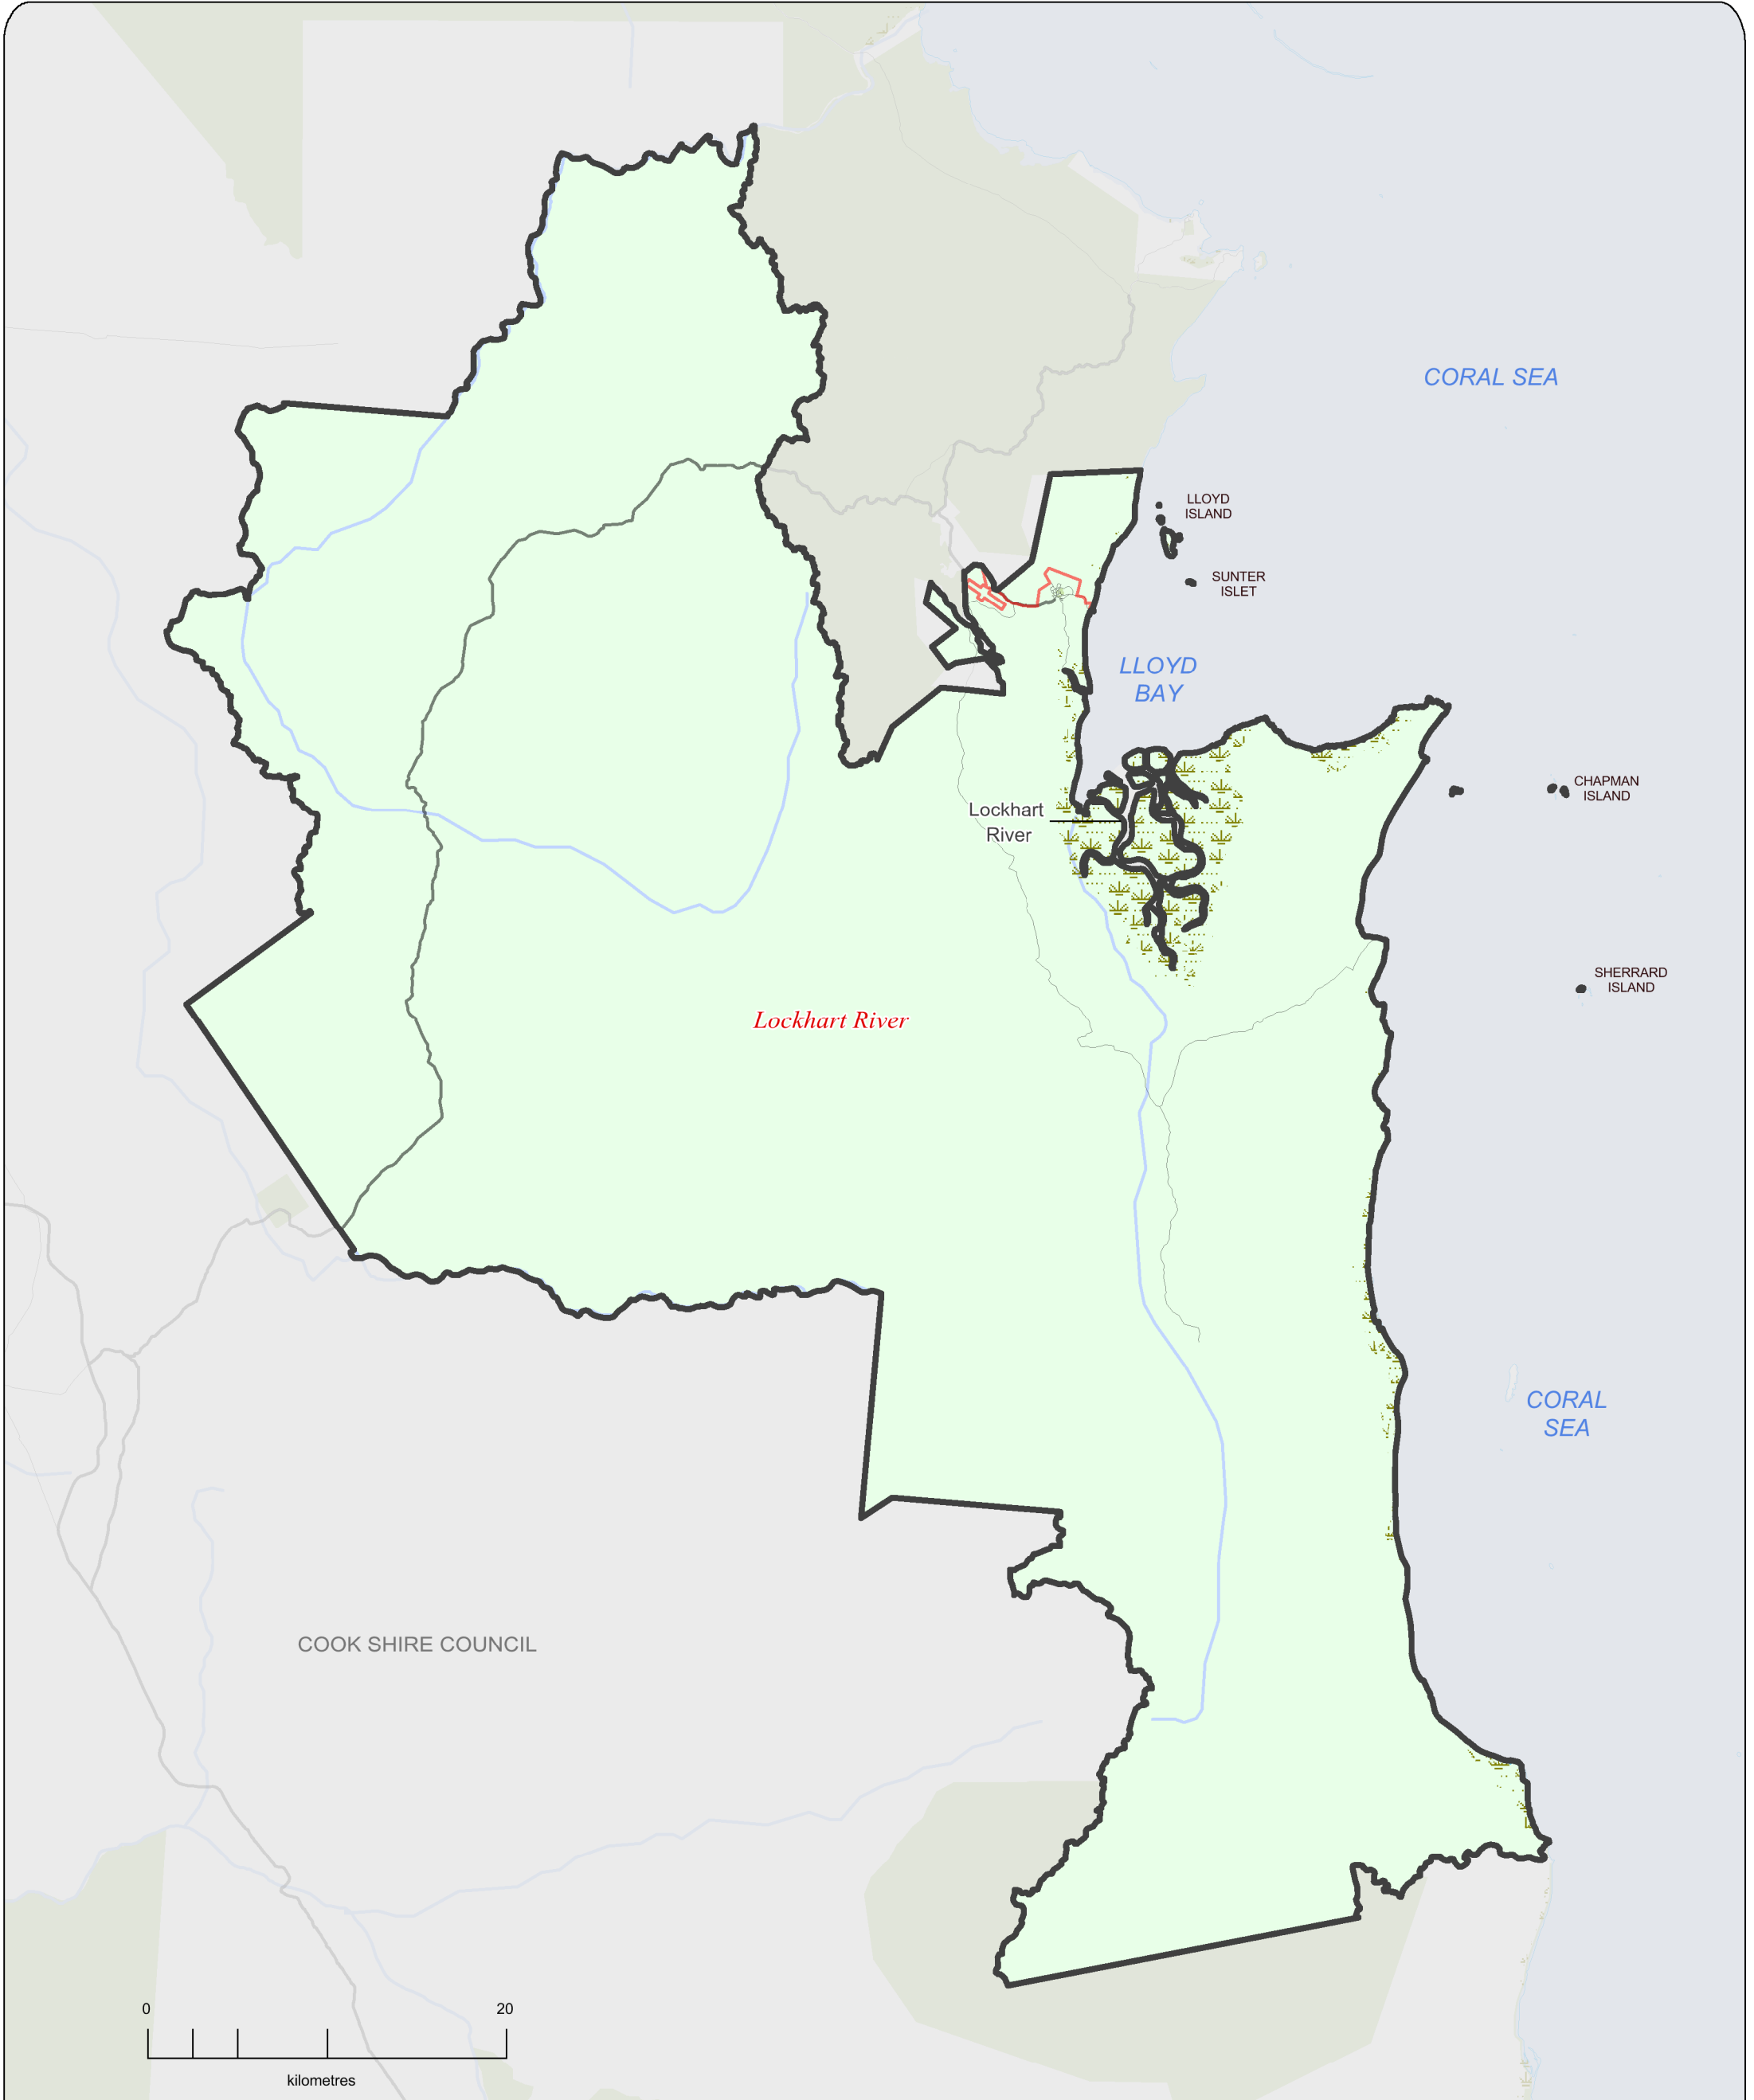 CORAL SEA
LLOYD
ISLAND
SUNTER
ISLET
LLOYD
BAY
CHAPMAN
ISLAND
Lockhart
River
SHERRARD
ISLAND
Lockhart River
CORAL
SEA
COOK SHIRE COUNCIL
0 20
kilometres